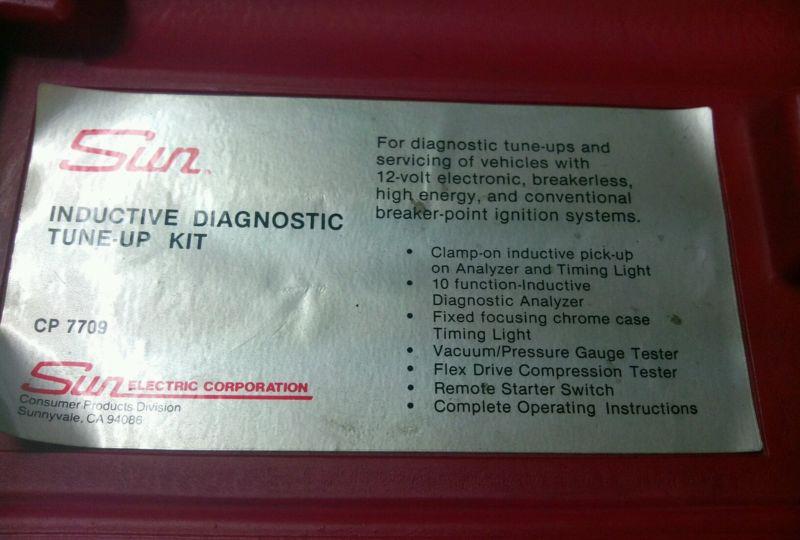 Sun
INDUCTIVE DIAGNOSTIC
TUNE-UP KIT
CP 7709
Sun ELECTRIC CORPORATION
Consumer Products Division
Sunnyvale, CA 94086
For diagnostic tune-ups and
servicing of vehicles with
12-volt electronic, breakerless,
high energy, and conventional
breaker-point ignition systems.
• Clamp-on inductive pick-up
on Analyzer and Timing Light
• 10 function-Inductive
Diagnostic Analyzer
• Fixed focusing chrome case
Timing Light
• Vacuum/Pressure Gauge Tester
• Flex Drive Compression Tester
• Remote Starter Switch
• Complete Operating Instructions